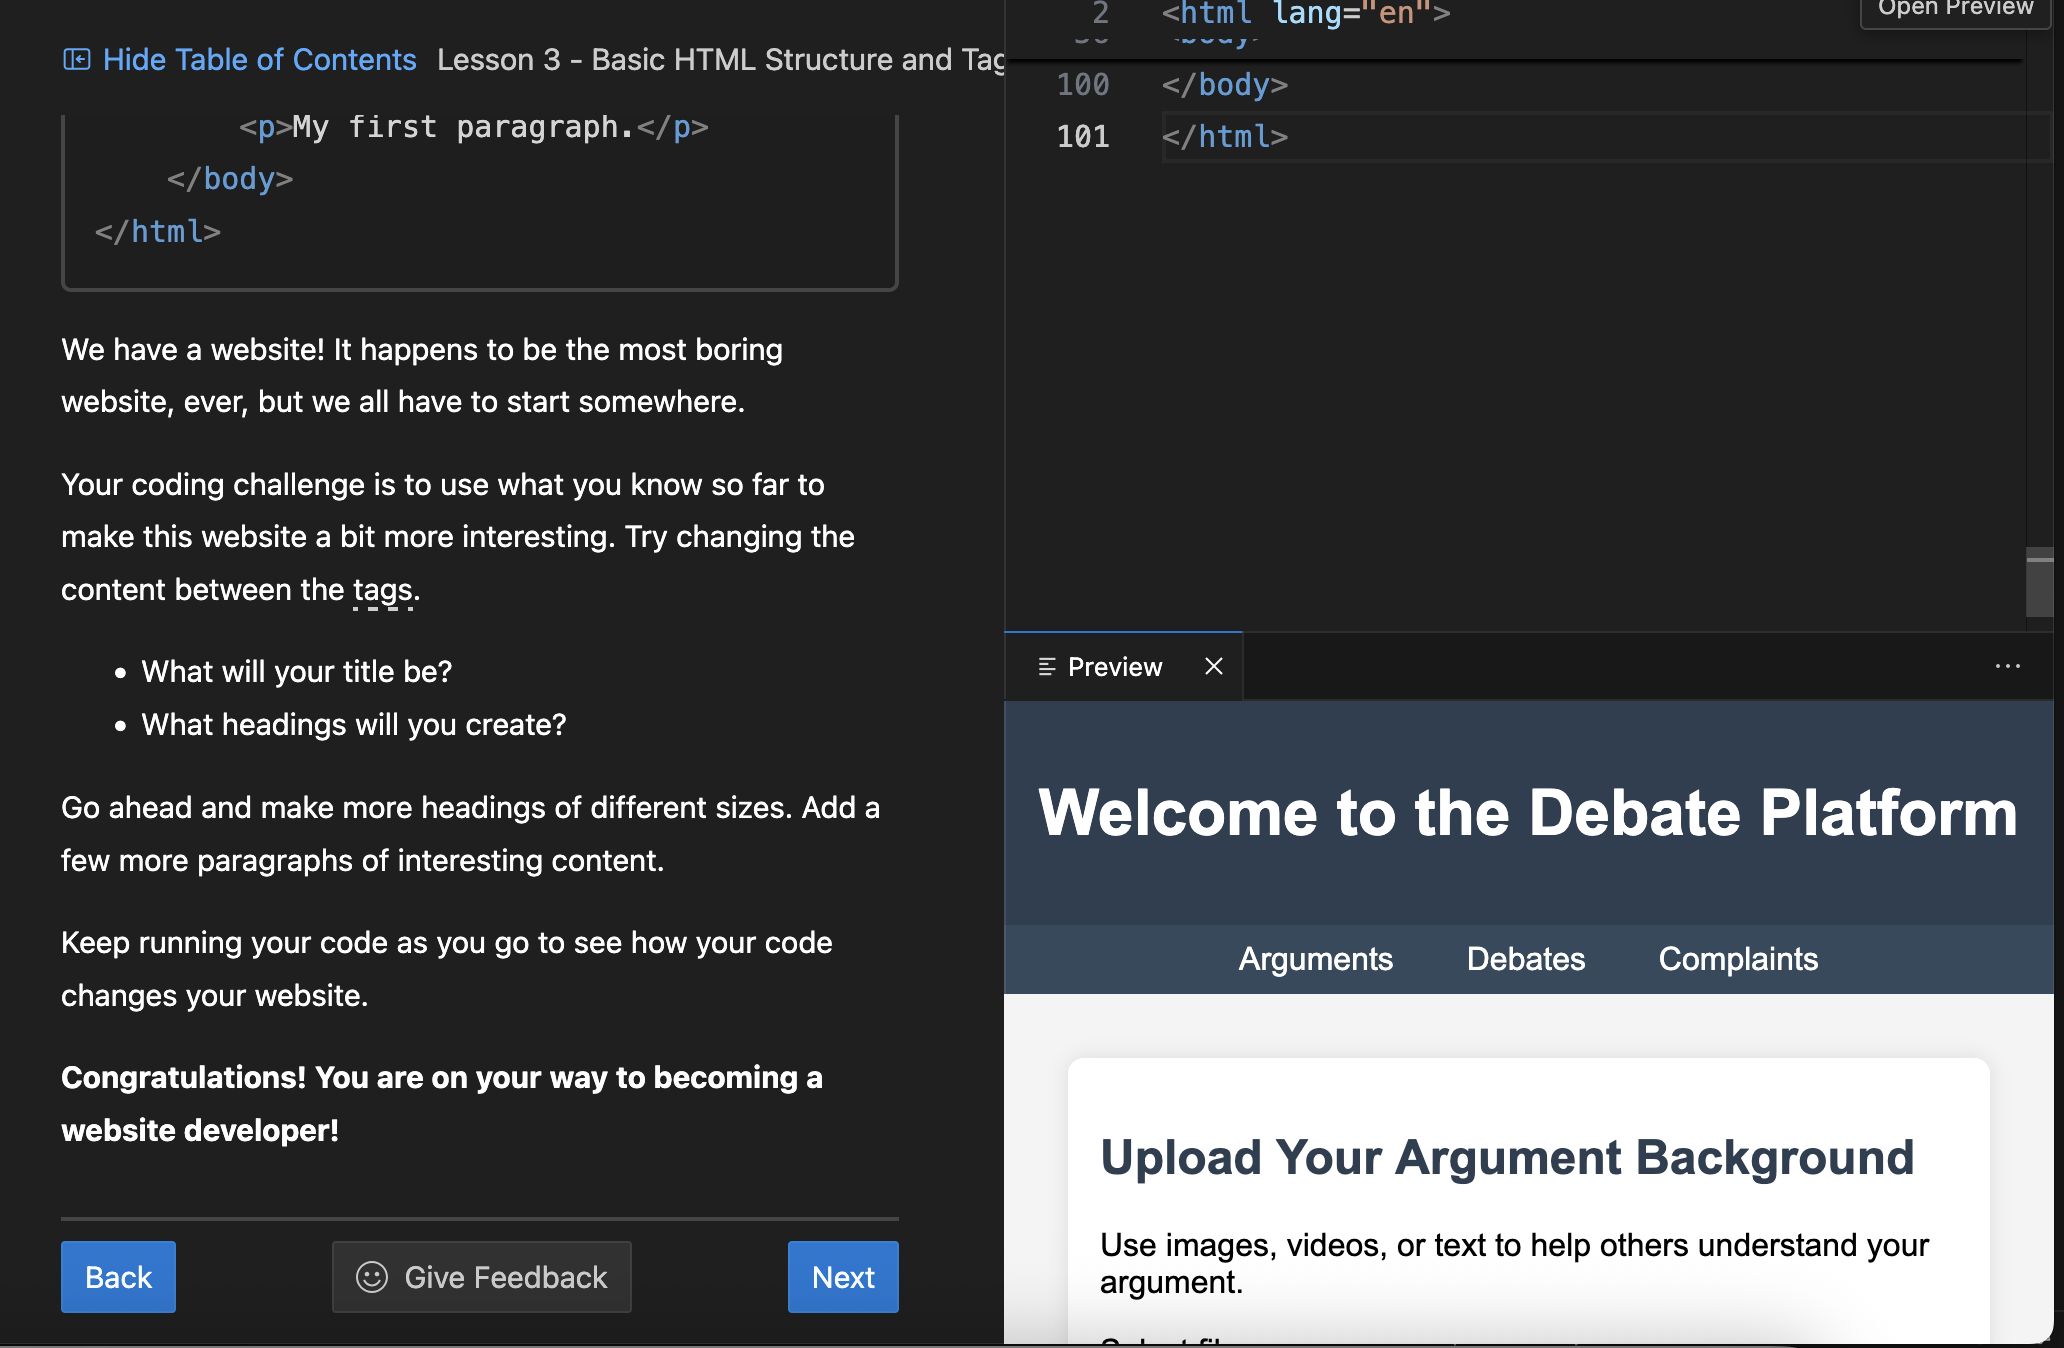 Hide Table of Contents Lesson 3 - Basic HTML Structure and Tag
<p>My first paragraph.</p>
</body>
</html>
We have a website! It happens to be the most boring
website, ever, but we all have to start somewhere.
Your coding challenge is to use what you know so far to
make this website a bit more interesting. Try changing the
content between the tags.
• What will your title be?
• What headings will you create?
Go ahead and make more headings of different sizes. Add a
few more paragraphs of interesting content.
Keep running your code as you go to see how your code
changes your website.
Congratulations! You are on your way to becoming a
website developer!
Back Give Feedback Next
2 <html lang="en">
Open Preview
100 </body>
101 </html>
Preview
Welcome to the Debate Platform
Arguments Debates Complaints
Upload Your Argument Background
Use images, videos, or text to help others understand your
argument.